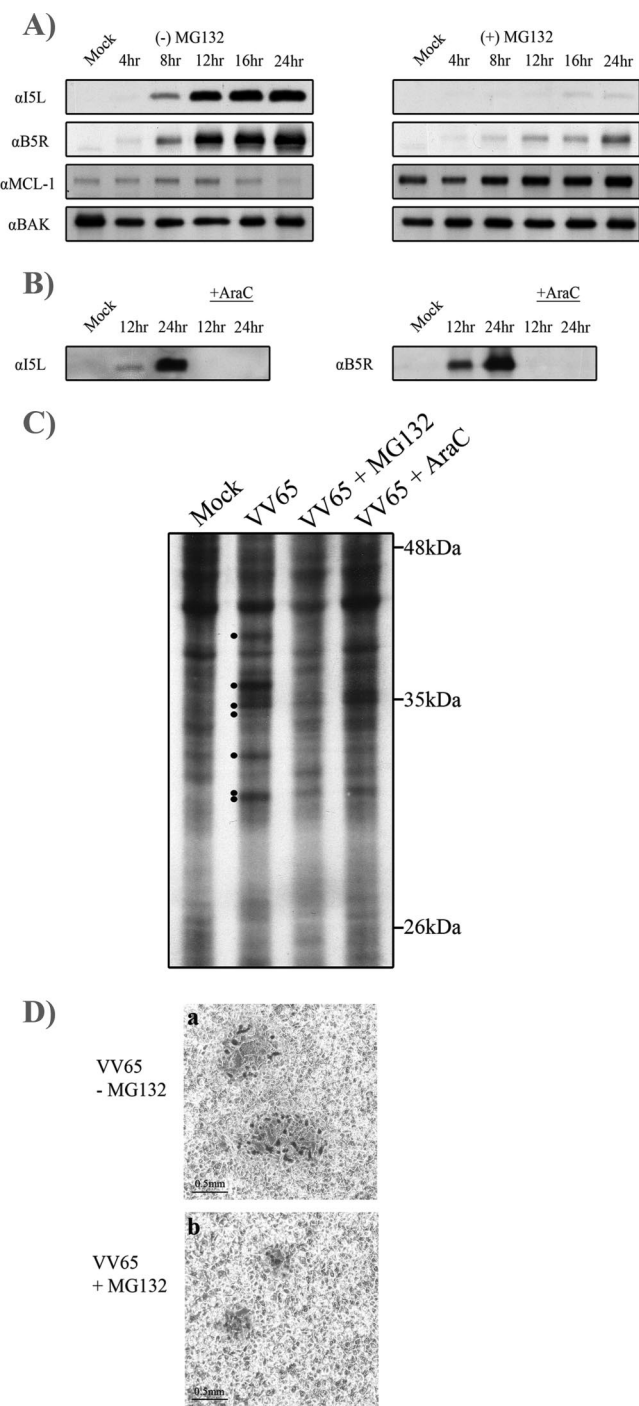 A)
(-) MG132
(+) MG132
Mock 4hr 8hr 12hr 16hr 24hr
Mock 4hr 8hr 12hr 16hr 24hr
αI5L
αB5R
αMCL-1
αBAK
B)
+AraC
+AraC
Mock 12hr 24hr 12hr 24hr
Mock 12hr 24hr 12hr 24hr
αI5L
αB5R
C)
Mock VV65 VV65 + MG132 VV65 + AraC
48kDa
35kDa
26kDa
D)
a
VV65
- MG132
0.5mm
b
VV65
+ MG132
0.5mm